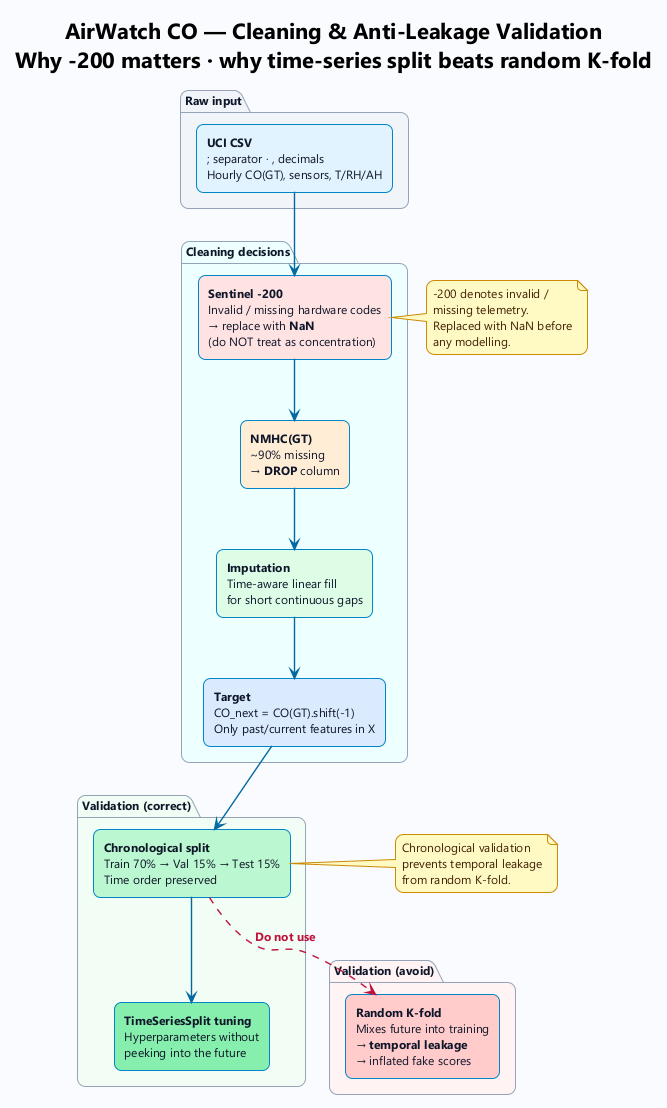 AirWatch CO — Cleaning & Anti-Leakage Validation
Why -200 matters · why time-series split beats random K-fold
Raw input
UCI CSV
; separator · , decimals
Hourly CO(GT), sensors, T/RH/AH
Cleaning decisions
Sentinel -200
Invalid / missing hardware codes
→ replace with NaN
(do NOT treat as concentration)
-200 denotes invalid /
missing telemetry.
Replaced with NaN before
any modelling.
NMHC(GT)
~90% missing
→ DROP column
Imputation
Time-aware linear fill
for short continuous gaps
Target
CO_next = CO(GT).shift(-1)
Only past/current features in X
Validation (correct)
Chronological split
Train 70% → Val 15% → Test 15%
Time order preserved
Chronological validation
prevents temporal leakage
from random K-fold.
Do not use
Validation (avoid)
TimeSeriesSplit tuning
Hyperparameters without
peeking into the future
Random K-fold
Mixes future into training
→ temporal leakage
→ inflated fake scores